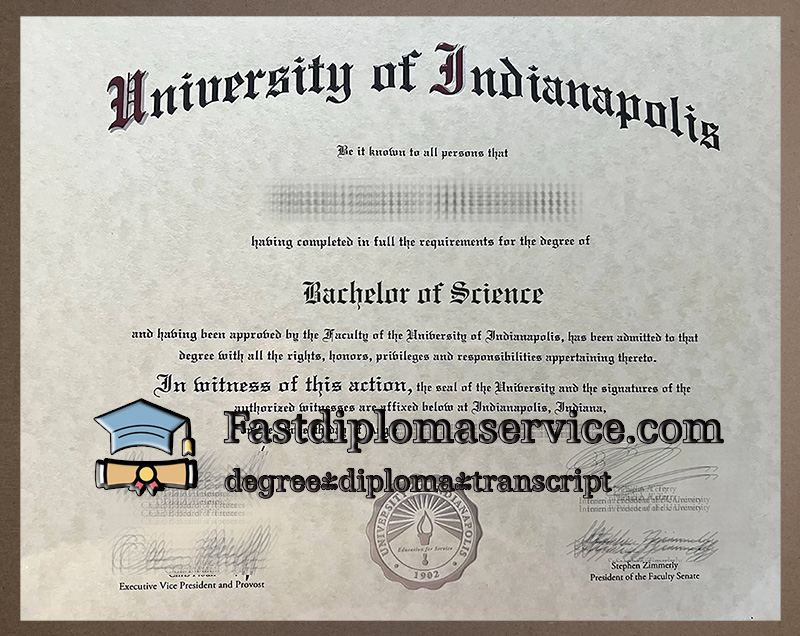 University of Indianapolis
Be it known to all persons that
having completed in full the requirements for the degree of
Bachelor of Science
and having been approved by the Faculty of the University of Indianapolis, has been admitted to that
degree with all the rights, honors, privileges and responsibilities appertaining thereto.
In witness of this action, the seal of the University and the signatures of the
authorized witnesses are affixed below at Indianapolis, Indiana,
Fastdiplomaservice.com
degree*diploma*transcript
UNIVERSITY INDIANAPOLIS
Education for Service
1902
Executive Vice President and Provost
Stephen Zimmerly
President of the Faculty Senate